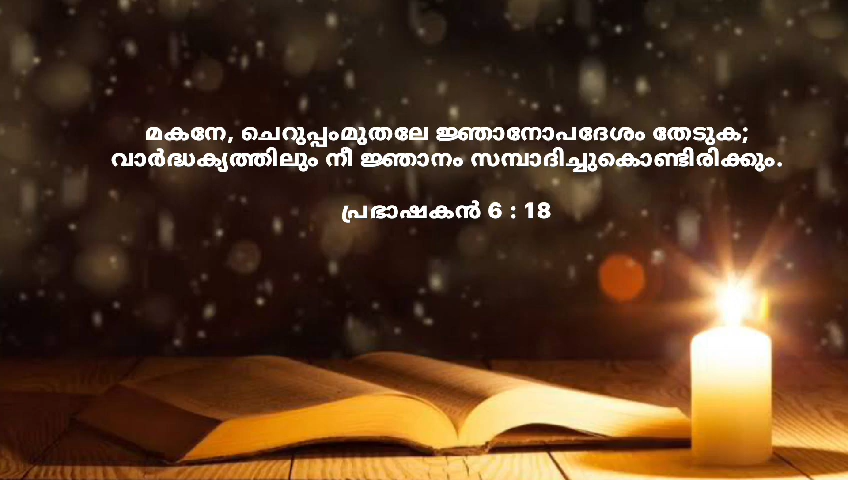 മകനേ, ചെറുപ്പംമുതലേ ജ്ഞാനോപദേശം തേടുക;
വാർദ്ധക്യത്തിലും നീ ജ്ഞാനം സമ്പാദിച്ചുകൊണ്ടിരിക്കും.
പ്രഭാഷകൻ 6 : 18